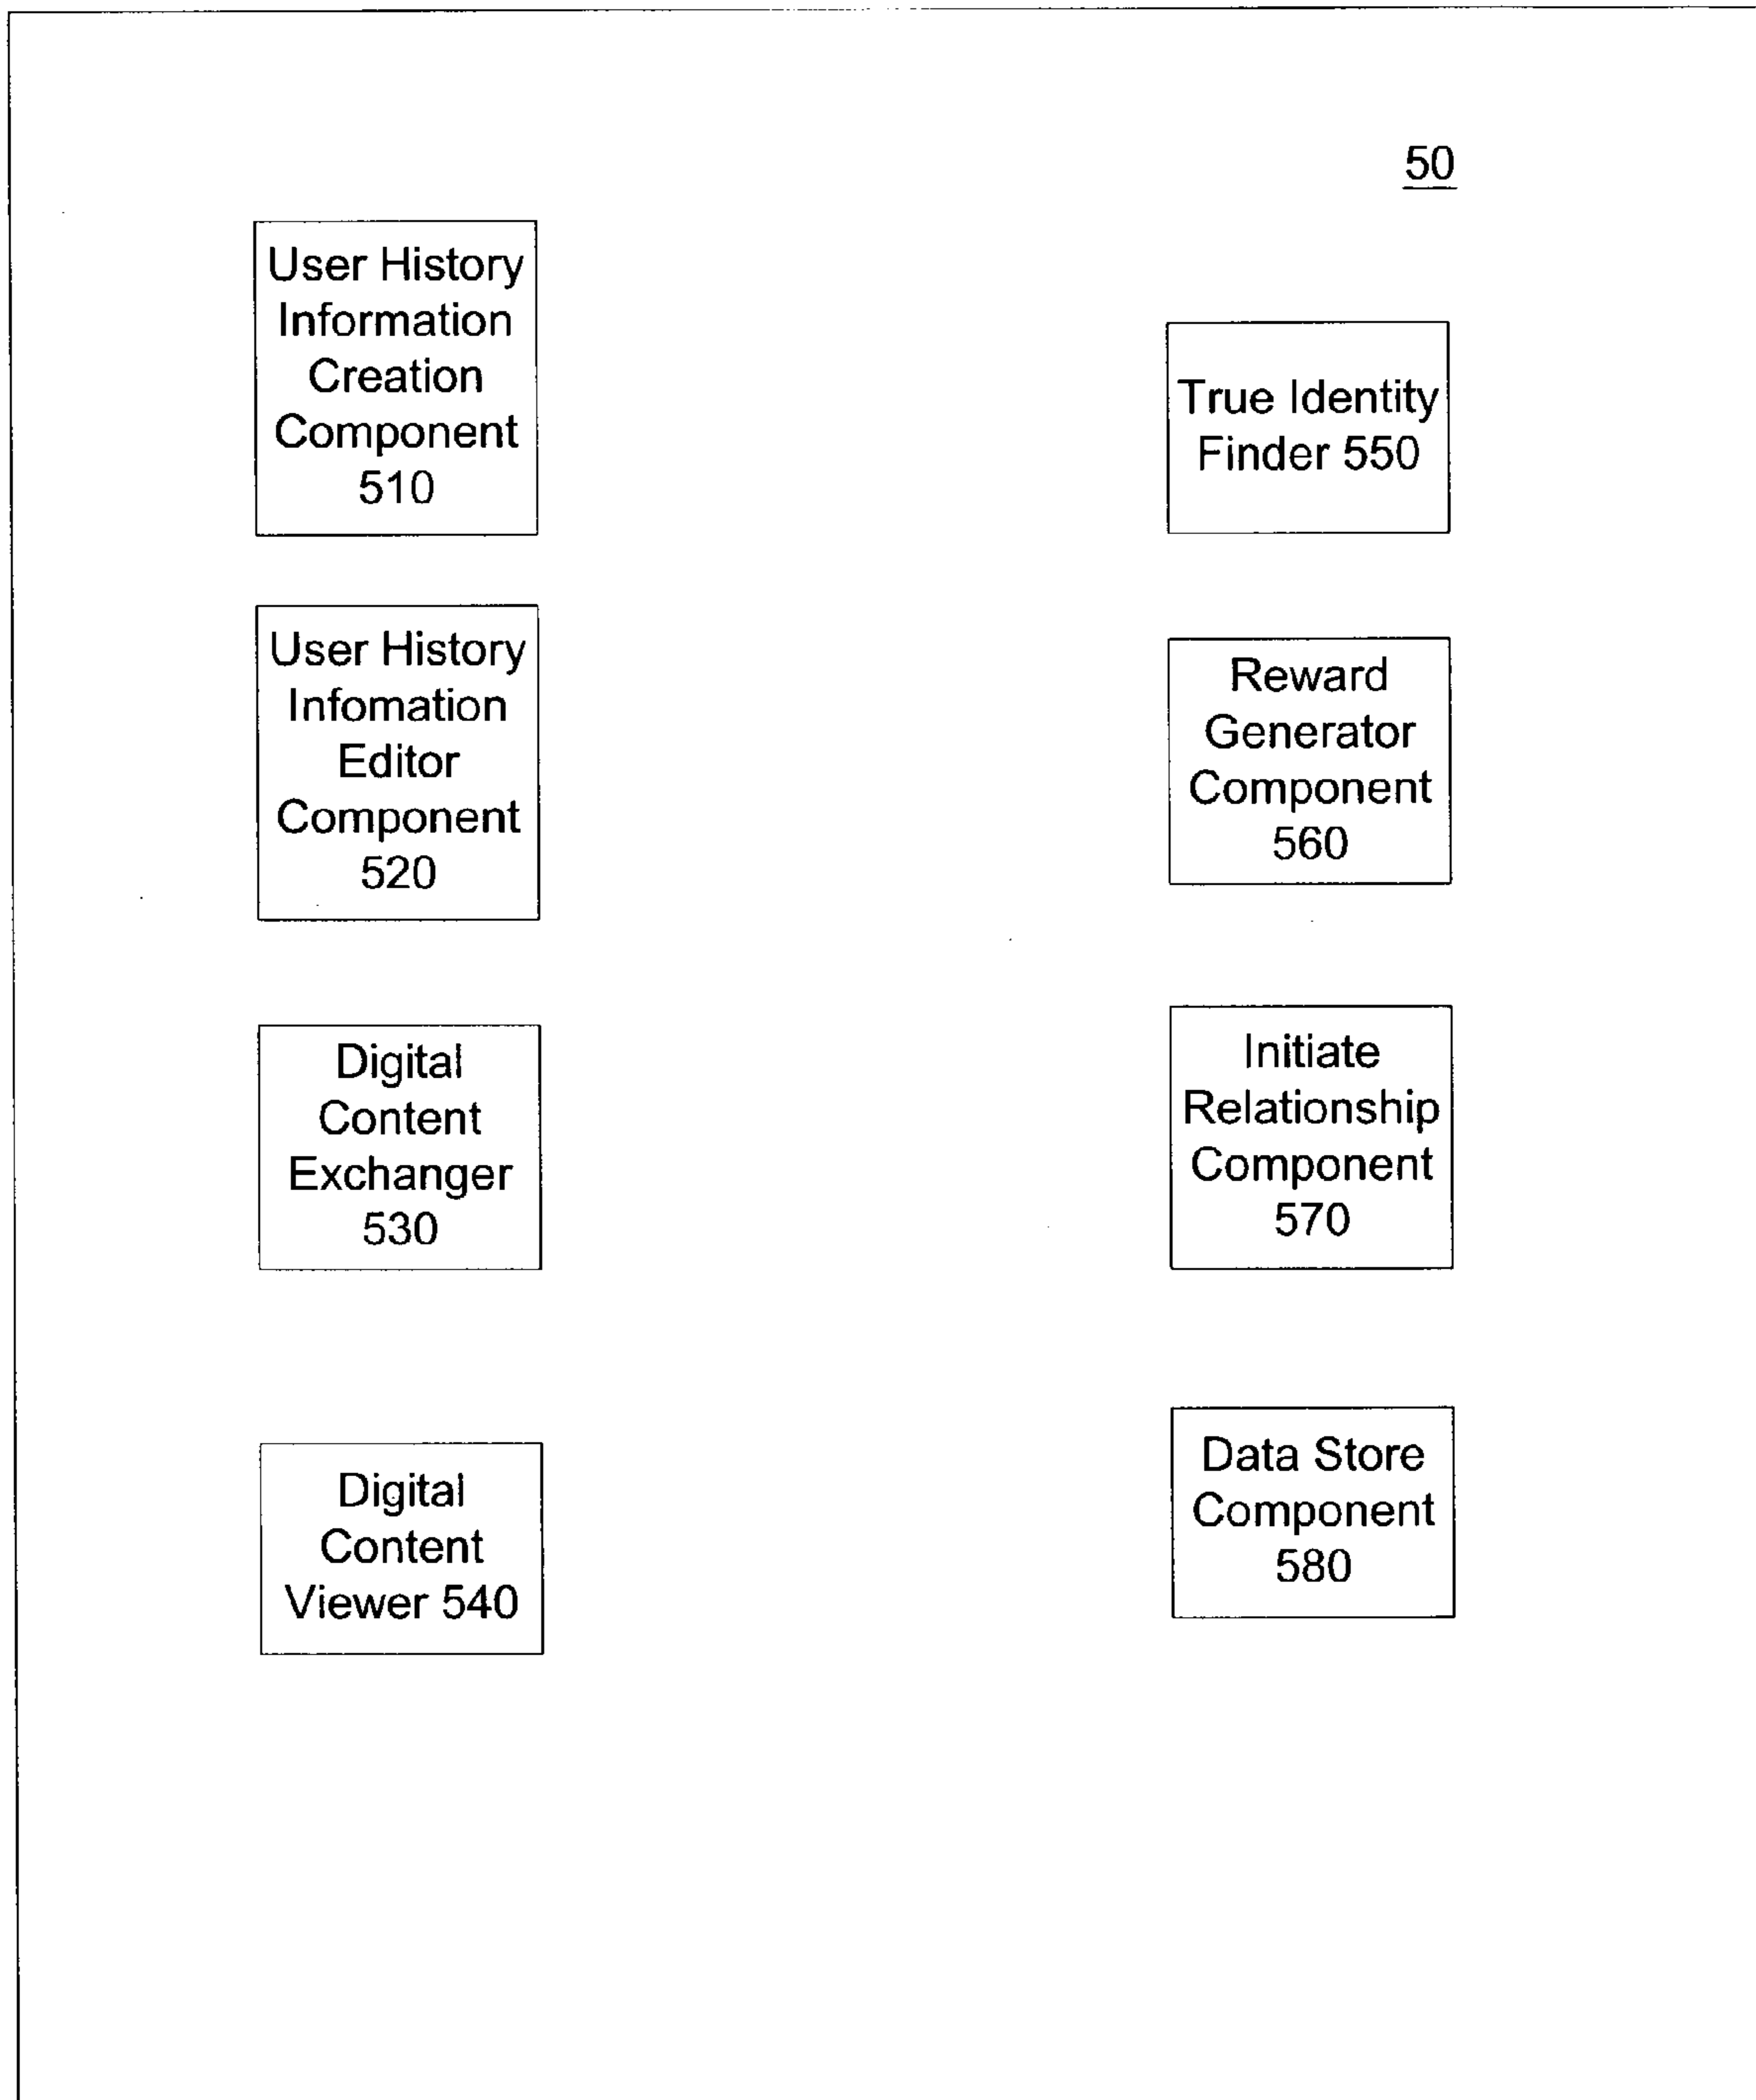 50
User History
Information
Creation
Component
510
User History
Infomation
Editor
Component
520
Digital
Content
Exchanger
530
Digital
Content
Viewer 540
True Identity
Finder 550
Reward
Generator
Component
560
Initiate
Relationship
Component
570
Data Store
Component
580